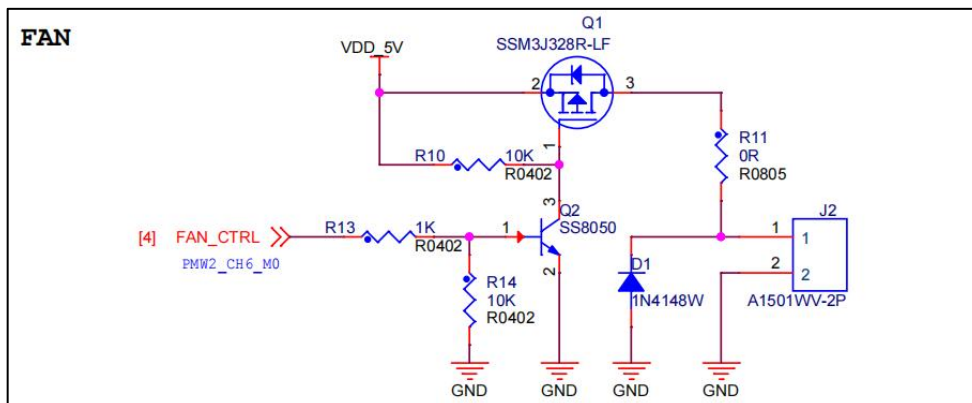 FAN
Q1
SSM3J328R-LF
VDD_5V
2
3
1
R10
10K
R0402
R11
0R
R0805
3
Q2
SS8050
[4]
FAN_CTRL
PMW2_CH6_M0
R13
1K
R0402
1
2
R14
10K
R0402
D1
1N4148W
J2
1
1
2
2
A1501WV-2P
GND
GND
GND
GND